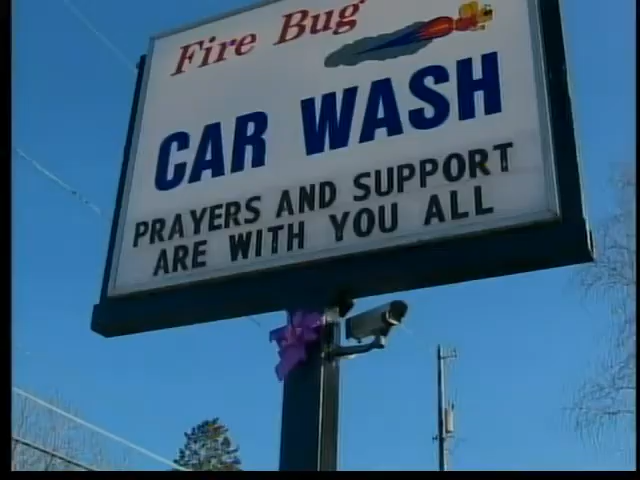 Fire Bug
CAR WASH
PRAYERS AND SUPPORT
ARE WITH YOU ALL